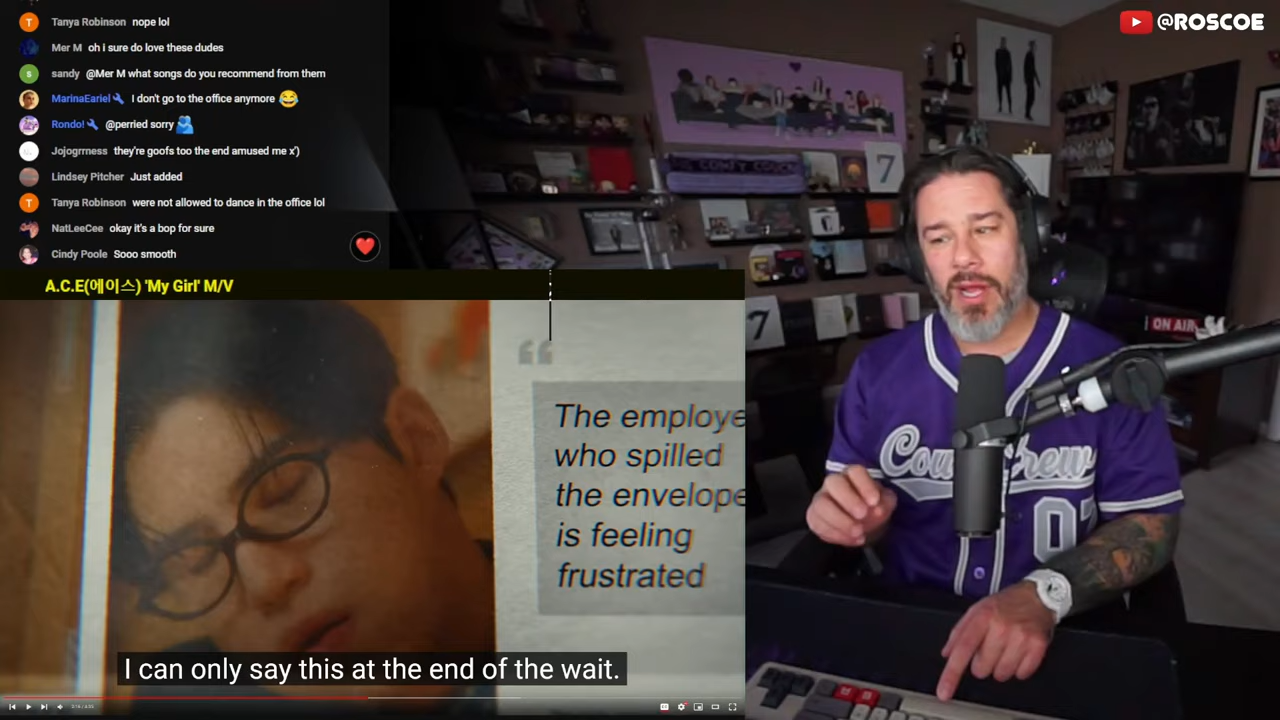 T Tanya Robinson nope lol
Mer M oh i sure do love these dudes
s sandy @Mer M what songs do you recommend from them
MarinaEariel I don't go to the office anymore 😂
Rondo! @perried sorry
Jojogrrness they're goofs too the end amused me x')
Lindsey Pitcher Just added
T Tanya Robinson were not allowed to dance in the office lol
NatLeeCee okay it's a bop for sure
Cindy Poole Sooo smooth
@ROSCOE
7
7
ON AIR
07
A.C.E(에이스) 'My Girl' M/V
“
The employe
who spilled
the envelope
is feeling
frustrated
I can only say this at the end of the wait.